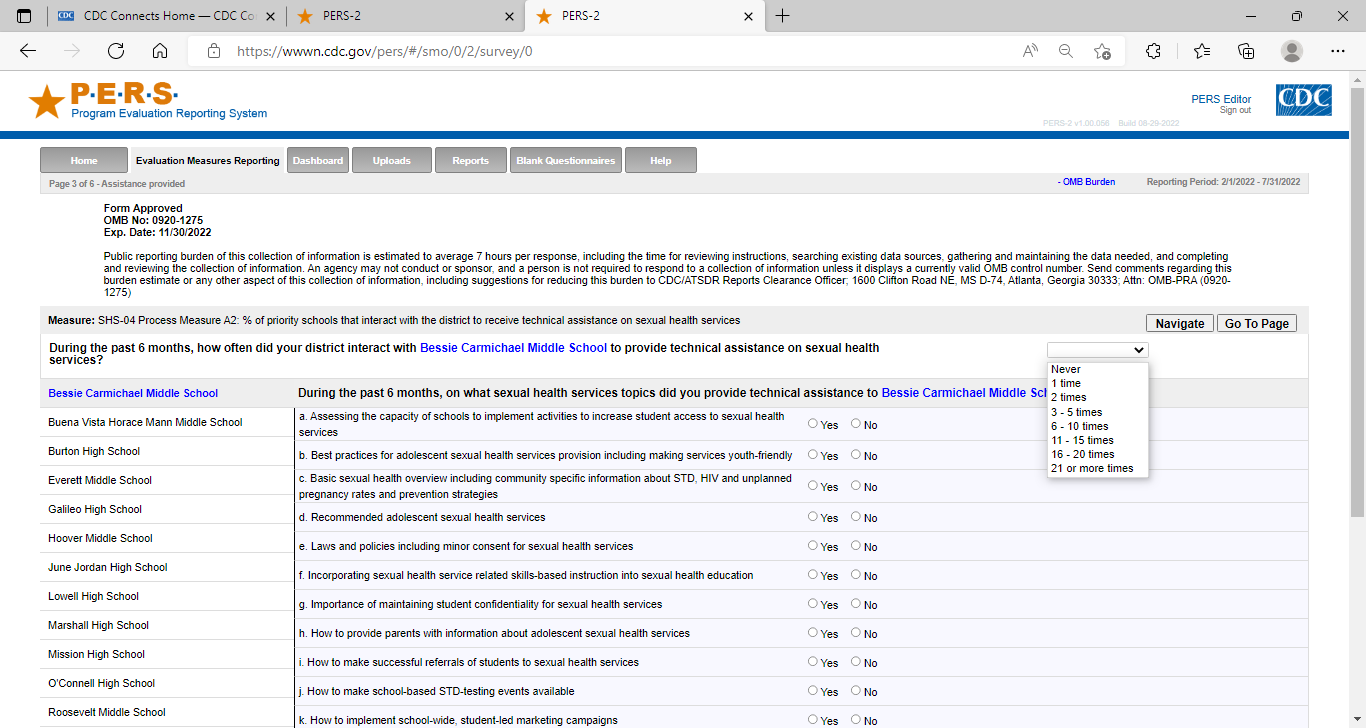 CDC Connects Home — CDC Co
PERS-2
PERS-2
https://wwwn.cdc.gov/pers/#/smo/0/2/survey/0
P·E·R·S·
Program Evaluation Reporting System
PERS Editor
Sign out
CDC
PERS-2 v1.00.056 Build 08-29-2022
Home
Evaluation Measures Reporting
Dashboard
Uploads
Reports
Blank Questionnaires
Help
Page 3 of 6 - Assistance provided
- OMB Burden
Reporting Period: 2/1/2022 - 7/31/2022
Form Approved
OMB No: 0920-1275
Exp. Date: 11/30/2022
Public reporting burden of this collection of information is estimated to average 7 hours per response, including the time for reviewing instructions, searching existing data sources, gathering and maintaining the data needed, and completing
and reviewing the collection of information. An agency may not conduct or sponsor, and a person is not required to respond to a collection of information unless it displays a currently valid OMB control number. Send comments regarding this
burden estimate or any other aspect of this collection of information, including suggestions for reducing this burden to CDC/ATSDR Reports Clearance Officer; 1600 Clifton Road NE, MS D-74, Atlanta, Georgia 30333; Attn: OMB-PRA (0920-
1275)
Measure: SHS-04 Process Measure A2: % of priority schools that interact with the district to receive technical assistance on sexual health services
Navigate
Go To Page
During the past 6 months, how often did your district interact with Bessie Carmichael Middle School to provide technical assistance on sexual health
services?
Never
1 time
2 times
3 - 5 times
6 - 10 times
11 - 15 times
16 - 20 times
21 or more times
Bessie Carmichael Middle School
Buena Vista Horace Mann Middle School
Burton High School
Everett Middle School
Galileo High School
Hoover Middle School
June Jordan High School
Lowell High School
Marshall High School
Mission High School
O'Connell High School
Roosevelt Middle School
During the past 6 months, on what sexual health services topics did you provide technical assistance to Bessie Carmichael Middle Sch
a. Assessing the capacity of schools to implement activities to increase student access to sexual health
services
Yes No
b. Best practices for adolescent sexual health services provision including making services youth-friendly
Yes No
c. Basic sexual health overview including community specific information about STD, HIV and unplanned
pregnancy rates and prevention strategies
Yes No
d. Recommended adolescent sexual health services
Yes No
e. Laws and policies including minor consent for sexual health services
Yes No
f. Incorporating sexual health service related skills-based instruction into sexual health education
Yes No
g. Importance of maintaining student confidentiality for sexual health services
Yes No
h. How to provide parents with information about adolescent sexual health services
Yes No
i. How to make successful referrals of students to sexual health services
Yes No
j. How to make school-based STD-testing events available
Yes No
k. How to implement school-wide, student-led marketing campaigns
Yes No